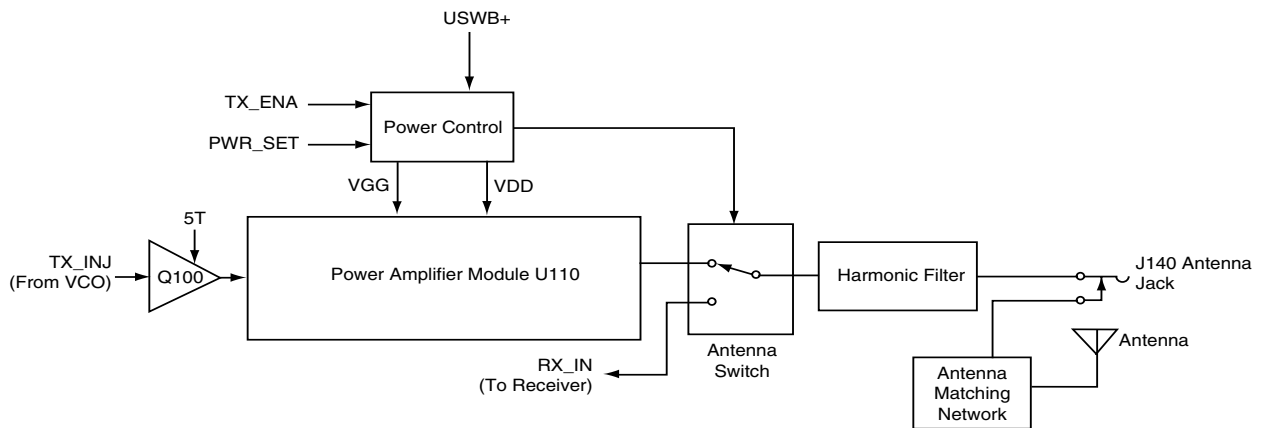 USWB+
TX_ENA
PWR_SET
Power Control
VGG
VDD
5T
TX_INJ
(From VCO)
Q100
Power Amplifier Module U110
RX_IN
(To Receiver)
Antenna
Switch
Harmonic Filter
J140 Antenna
Jack
Antenna
Antenna
Matching
Network